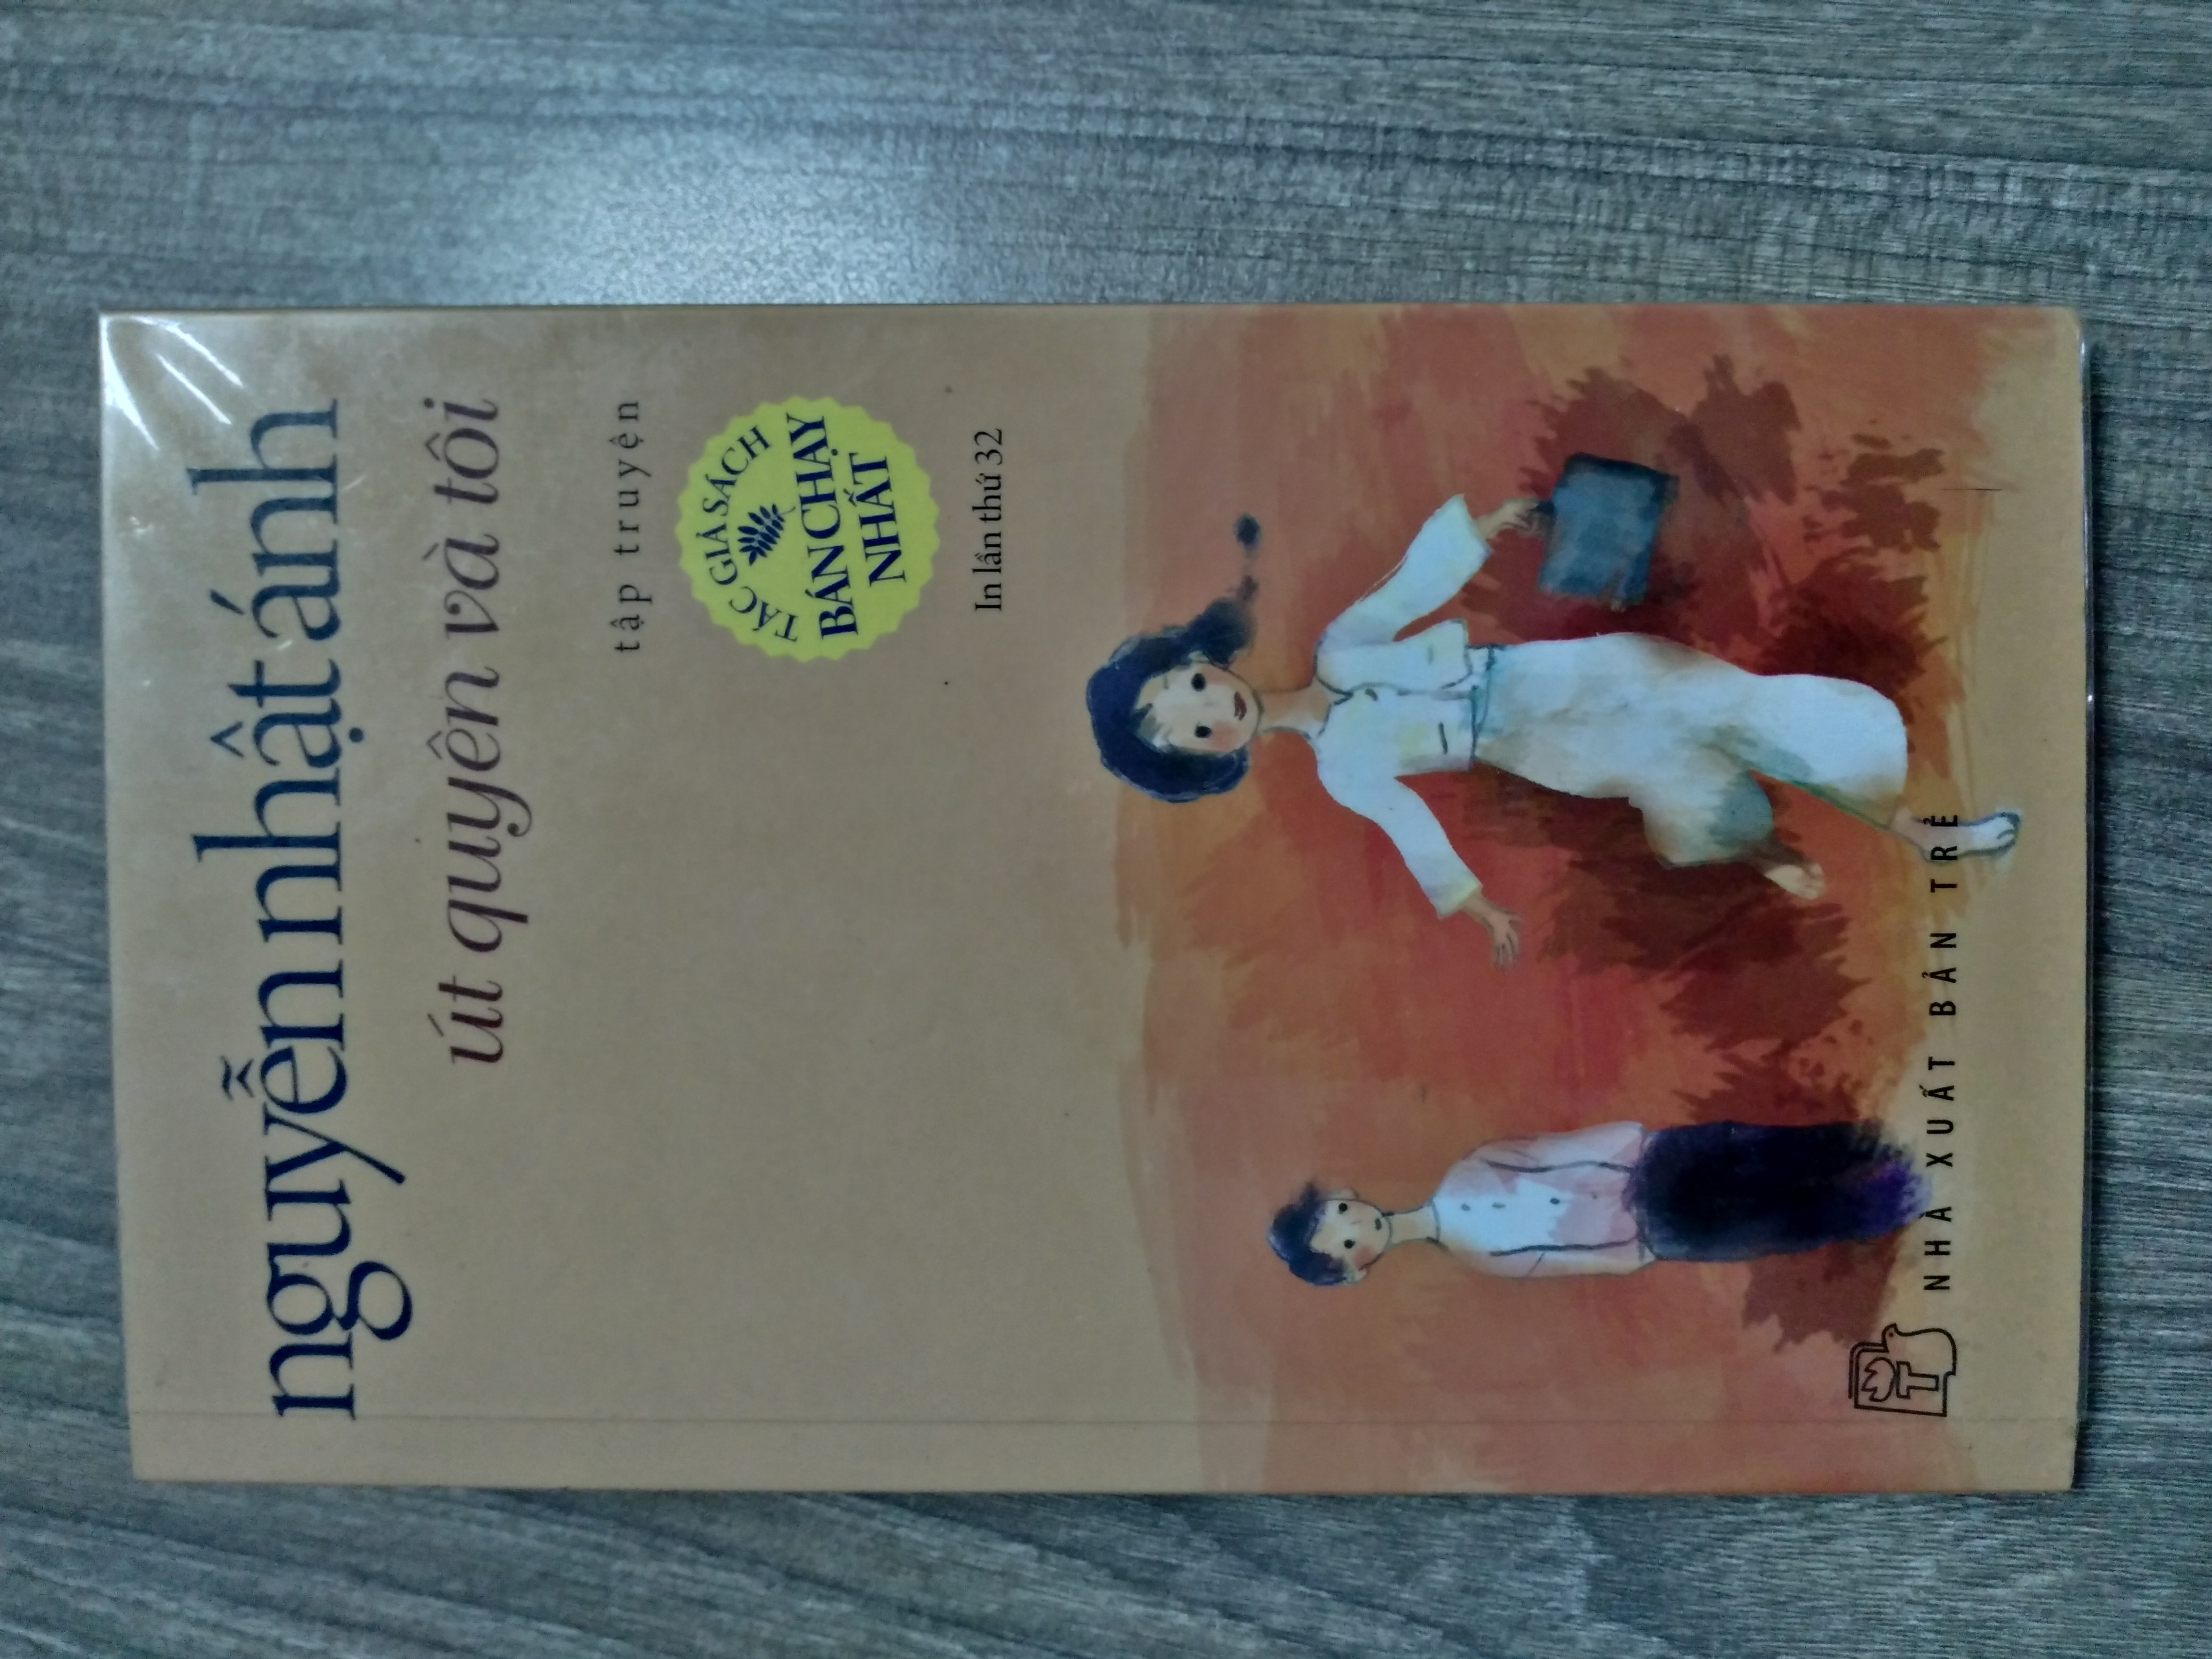 nguyễn nhật ánh
út quyên và tôi
tập truyện
TÁC GIẢ SÁCH
BÁN CHẠY
NHẤT
In lần thứ 32
T
NHÀ XUẤT BẢN TRẺ